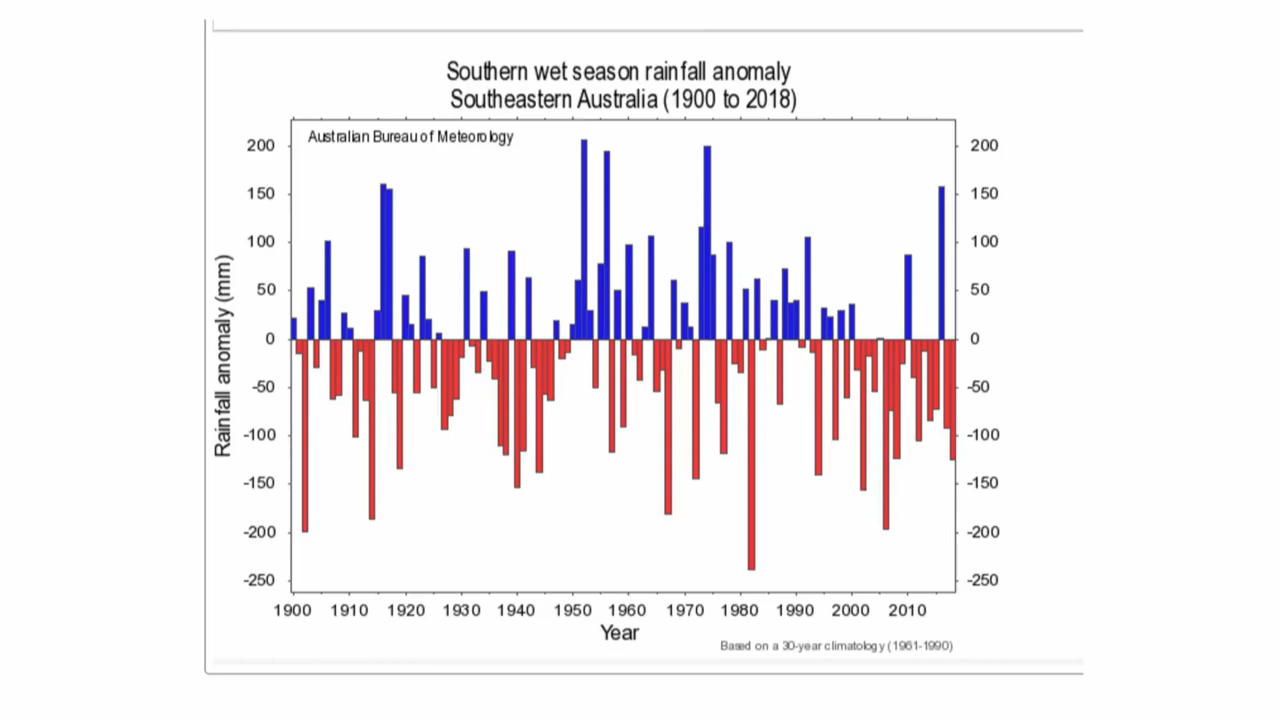 Southern wet season rainfall anomaly
Southeastern Australia (1900 to 2018)
Australian Bureau of Meteorology
200 200
150 150
100 100
50 50
0 0
-50 -50
-100 -100
-150 -150
-200 -200
-250 -250
Rainfall anomaly (mm)
1900 1910 1920 1930 1940 1950 1960 1970 1980 1990 2000 2010
Year
Based on a 30-year climatology (1961-1990)